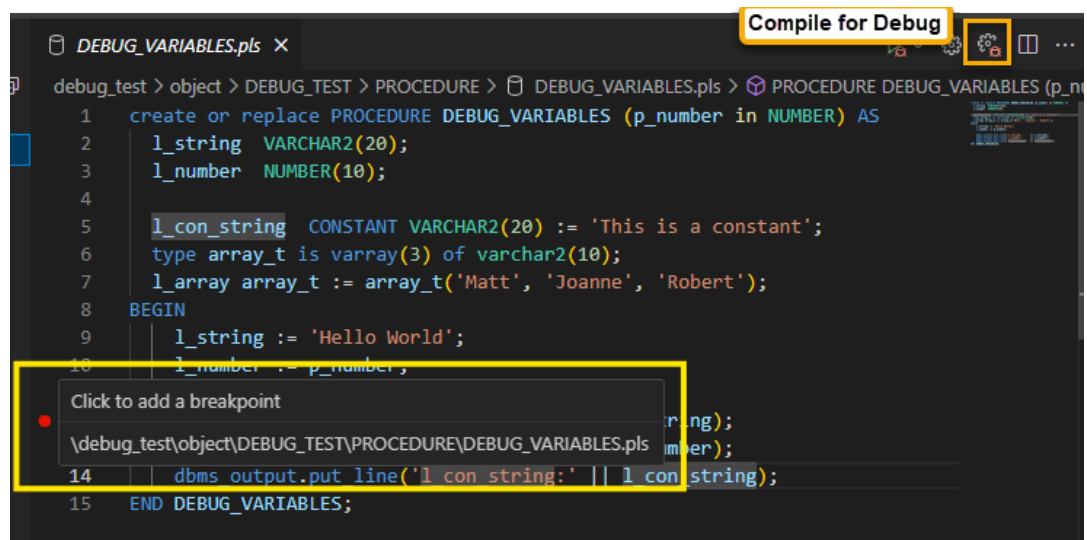 Compile for Debug
DEBUG_VARIABLES.pls ×
debug_test > object > DEBUG_TEST > PROCEDURE > DEBUG_VARIABLES.pls > PROCEDURE DEBUG_VARIABLES (p_nu
1 create or replace PROCEDURE DEBUG_VARIABLES (p_number in NUMBER) AS
2 l_string VARCHAR2(20);
3 l_number NUMBER(10);
4
5 l_con_string CONSTANT VARCHAR2(20) := 'This is a constant';
6 type array_t is varray(3) of varchar2(10);
7 l_array array_t := array_t('Matt', 'Joanne', 'Robert');
8 BEGIN
9 l_string := 'Hello World';
10 l_number := p_number;
Click to add a breakpoint
ring);
\debug_test\object\DEBUG_TEST\PROCEDURE\DEBUG_VARIABLES.pls
mber);
14 dbms_output.put_line('l_con_string:' || l_con_string);
15 END DEBUG_VARIABLES;